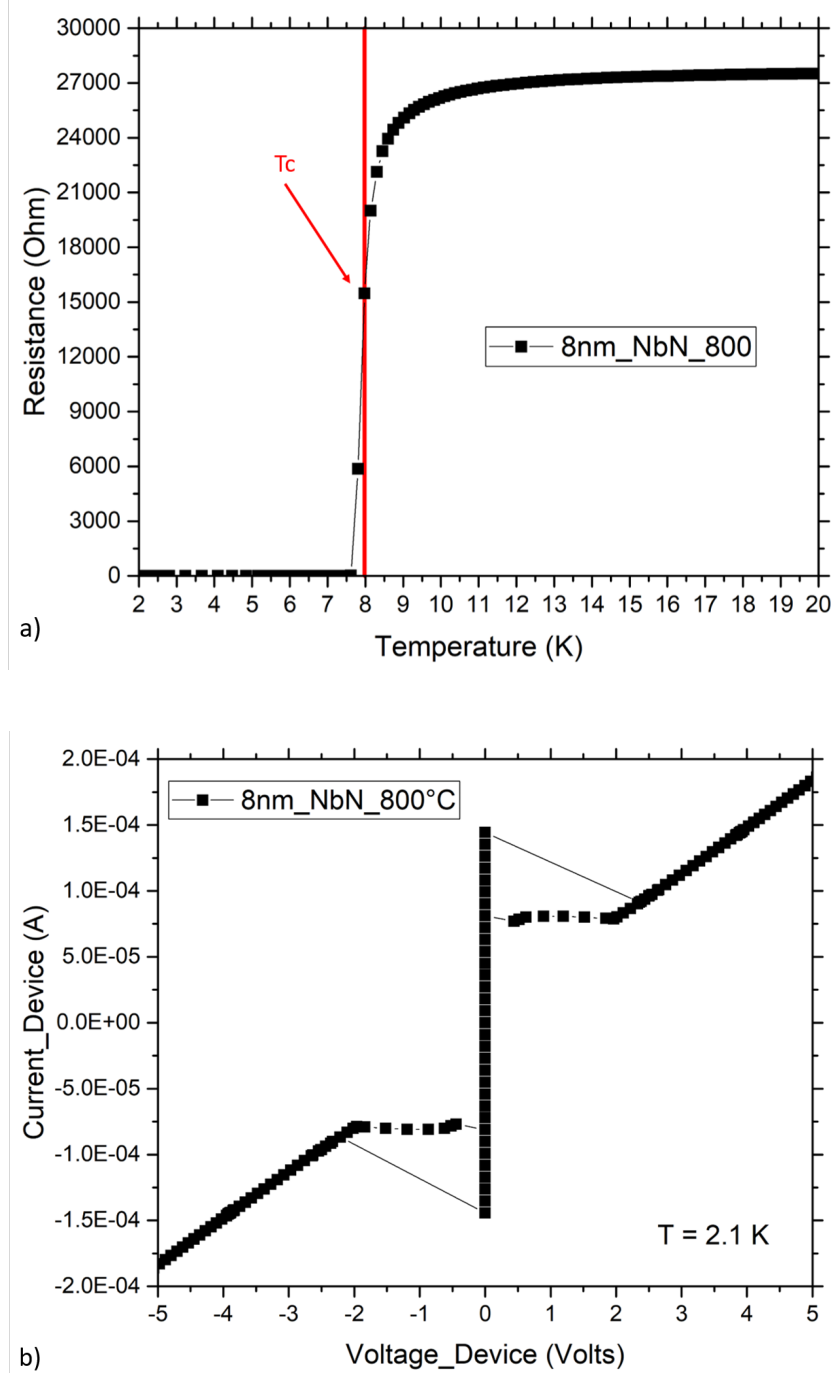 30000
27000
24000
21000
18000
15000
12000
9000
6000
3000
0
Resistance (Ohm)
Tc
8nm_NbN_800
2 3 4 5 6 7 8 9 10 11 12 13 14 15 16 17 18 19 20
Temperature (K)
a)
2.0E-04
1.5E-04
1.0E-04
5.0E-05
0.0E+00
-5.0E-05
-1.0E-04
-1.5E-04
-2.0E-04
Current_Device (A)
8nm_NbN_800°C
T = 2.1 K
-5 -4 -3 -2 -1 0 1 2 3 4 5
Voltage_Device (Volts)
b)